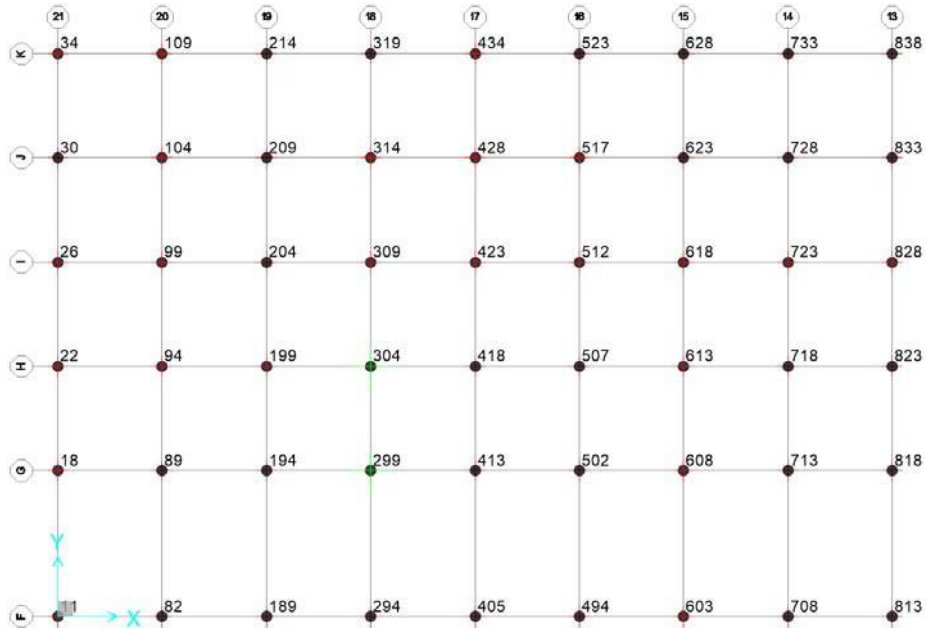 21 20 19 18 17 16 15 14 13
K 34 109 214 319 434 523 628 733 838
J 30 104 209 314 428 517 623 728 833
I 26 99 204 309 423 512 618 723 828
H 22 94 199 304 418 507 613 718 823
G 18 89 194 299 413 502 608 713 818
Y
F 11 X 82 189 294 405 494 603 708 813